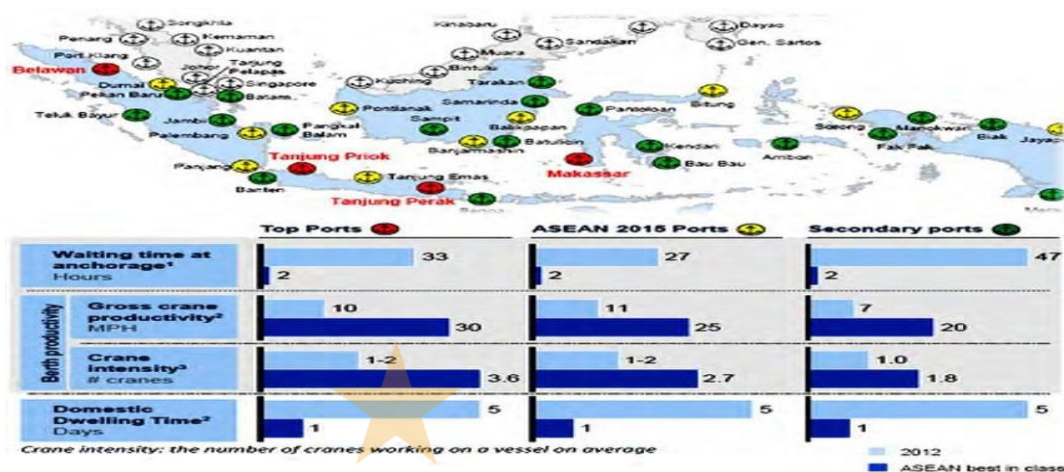 Songkhla
Kinabaru
Dayao
Penang
Kemaman
Sandakan
Gen. Sartos
Port Klang
Kuantan
Muara
Belawan
Johor
Tanjung
Pelapas
Bintulu
Dumai
Singapore
Kuching
Tarakan
Pekan Baru
Batam
Pontianak
Samarinda
Pantoloan
Bitung
Sorong
Manokwari
Teluk Bayur
Jambi
Pangkal
Balam
Sampit
Balikpapan
Biak
Palembang
Banjarmasin
Batulicin
Kendari
Ambon
Fak Pak
Panjang
Tanjung Priok
Makassar
Bau Bau
Banten
Tanjung Emas
Tanjung Perak
Top Ports
ASEAN 2015 Ports
Secondary ports
Waiting time at
anchorage¹
Hours
33
2
27
2
47
2
Berth productivity
Gross crane
productivity²
MPH
10
30
11
25
7
20
Crane
intensity³
# cranes
1-2
3.6
1-2
2.7
1.0
1.8
Domestic
Dwelling Time²
Days
5
1
5
1
5
1
Crane intensity: the number of cranes working on a vessel on average
2012
ASEAN best in class